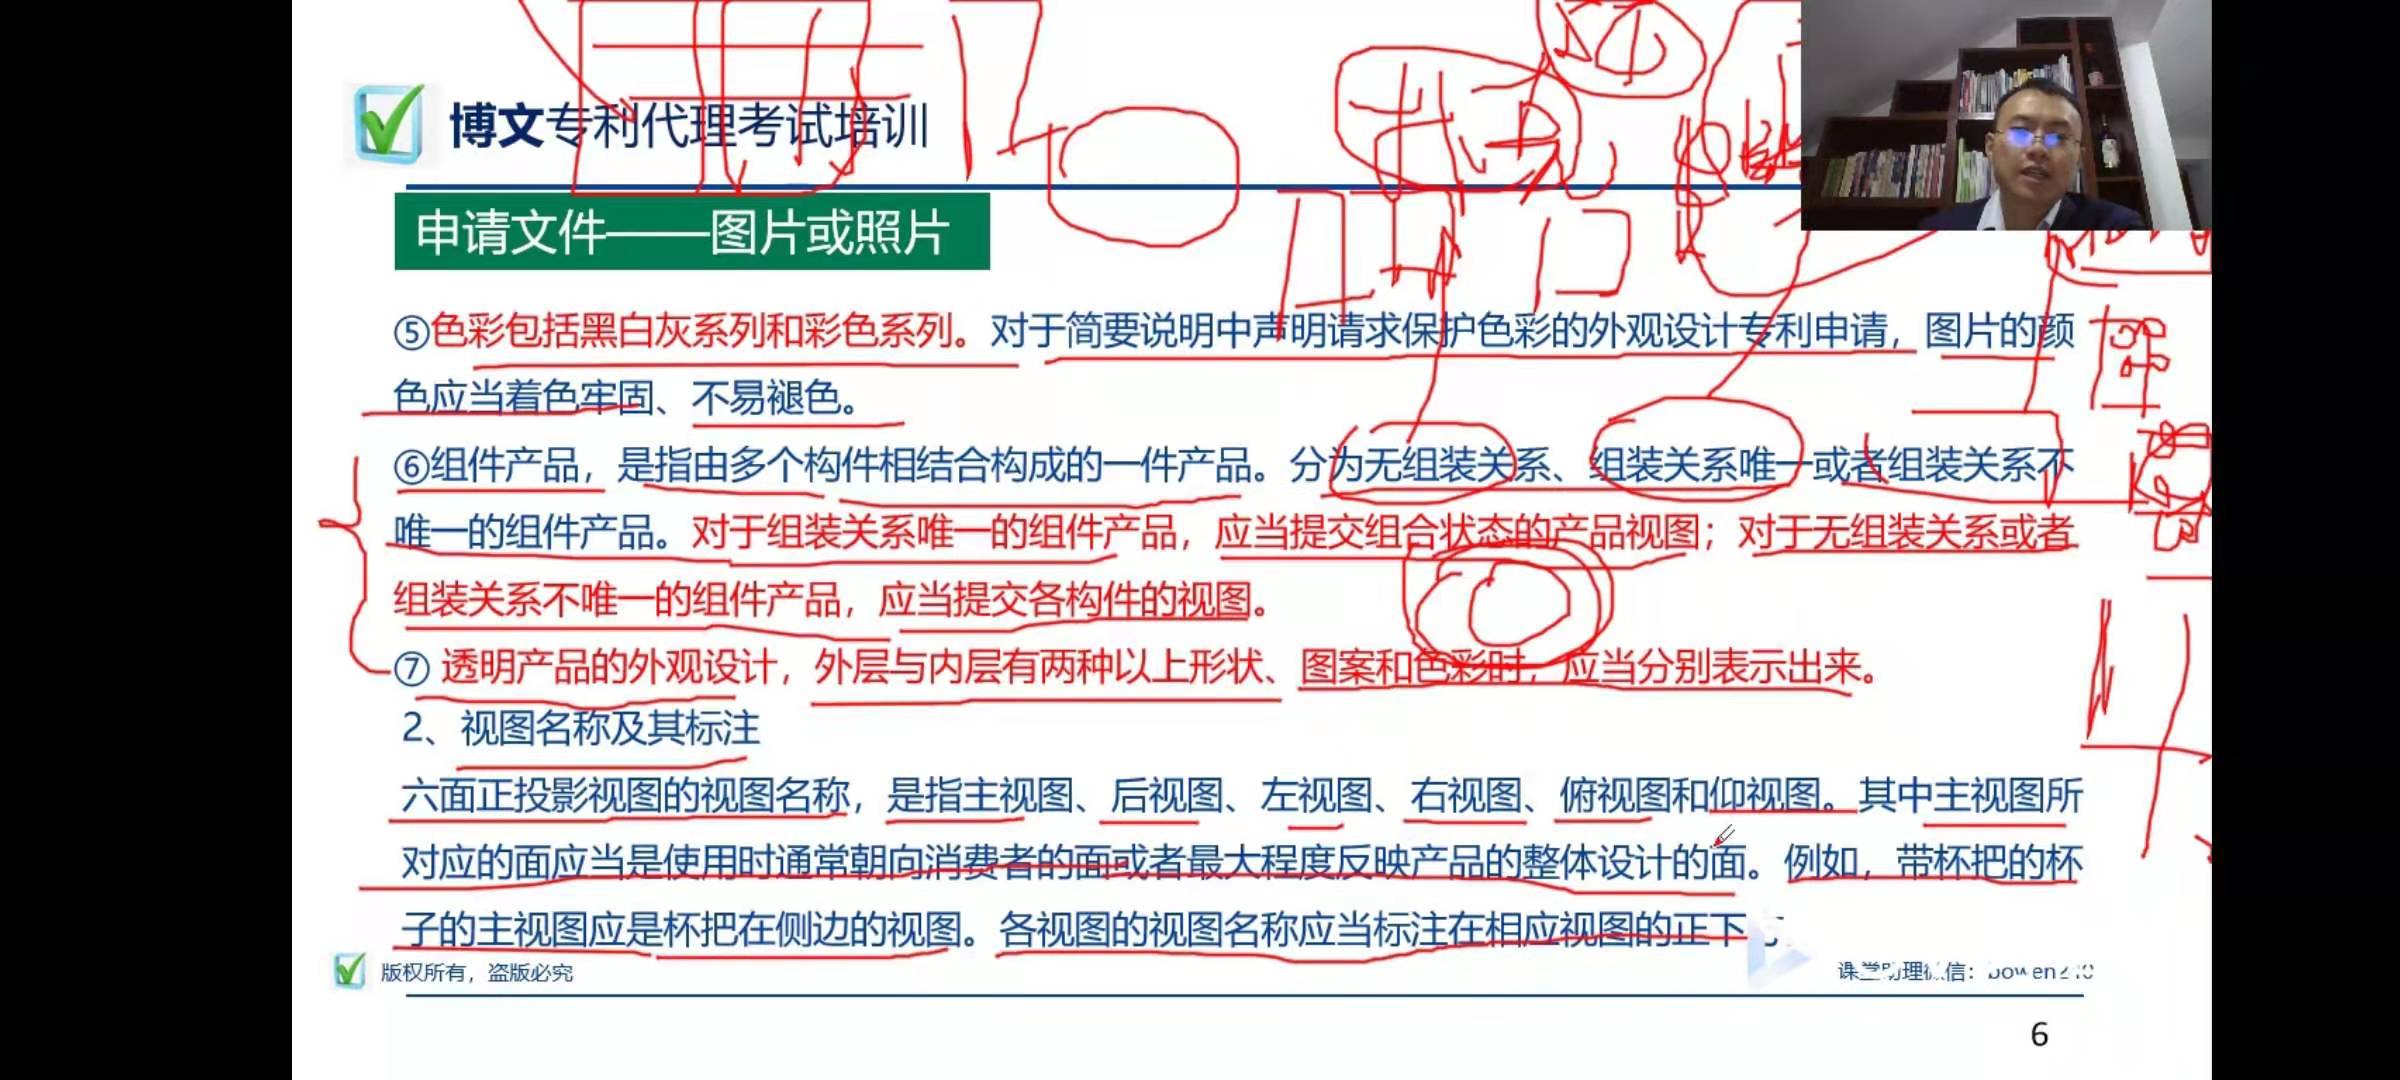 博文专利代理考试培训
申请文件——图片或照片
⑤色彩包括黑白灰系列和彩色系列。对于简要说明中声明请求保护色彩的外观设计专利申请，图片的颜
色应当着色牢固、不易褪色。
⑥组件产品，是指由多个构件相结合构成的一件产品。分为无组装关系、组装关系唯一或者组装关系不
唯一的组件产品。对于组装关系唯一的组件产品，应当提交组合状态的产品视图；对于无组装关系或者
组装关系不唯一的组件产品，应当提交各构件的视图。
⑦ 透明产品的外观设计，外层与内层有两种以上形状、图案和色彩时，应当分别表示出来。
2、视图名称及其标注
六面正投影视图的视图名称，是指主视图、后视图、左视图、右视图、俯视图和仰视图。其中主视图所
对应的面应当是使用时通常朝向消费者的面或者最大程度反映产品的整体设计的面。例如，带杯把的杯
子的主视图应是杯把在侧边的视图。各视图的视图名称应当标注在相应视图的正下
版权所有，盗版必究
课堂助理微信：bowen210
6